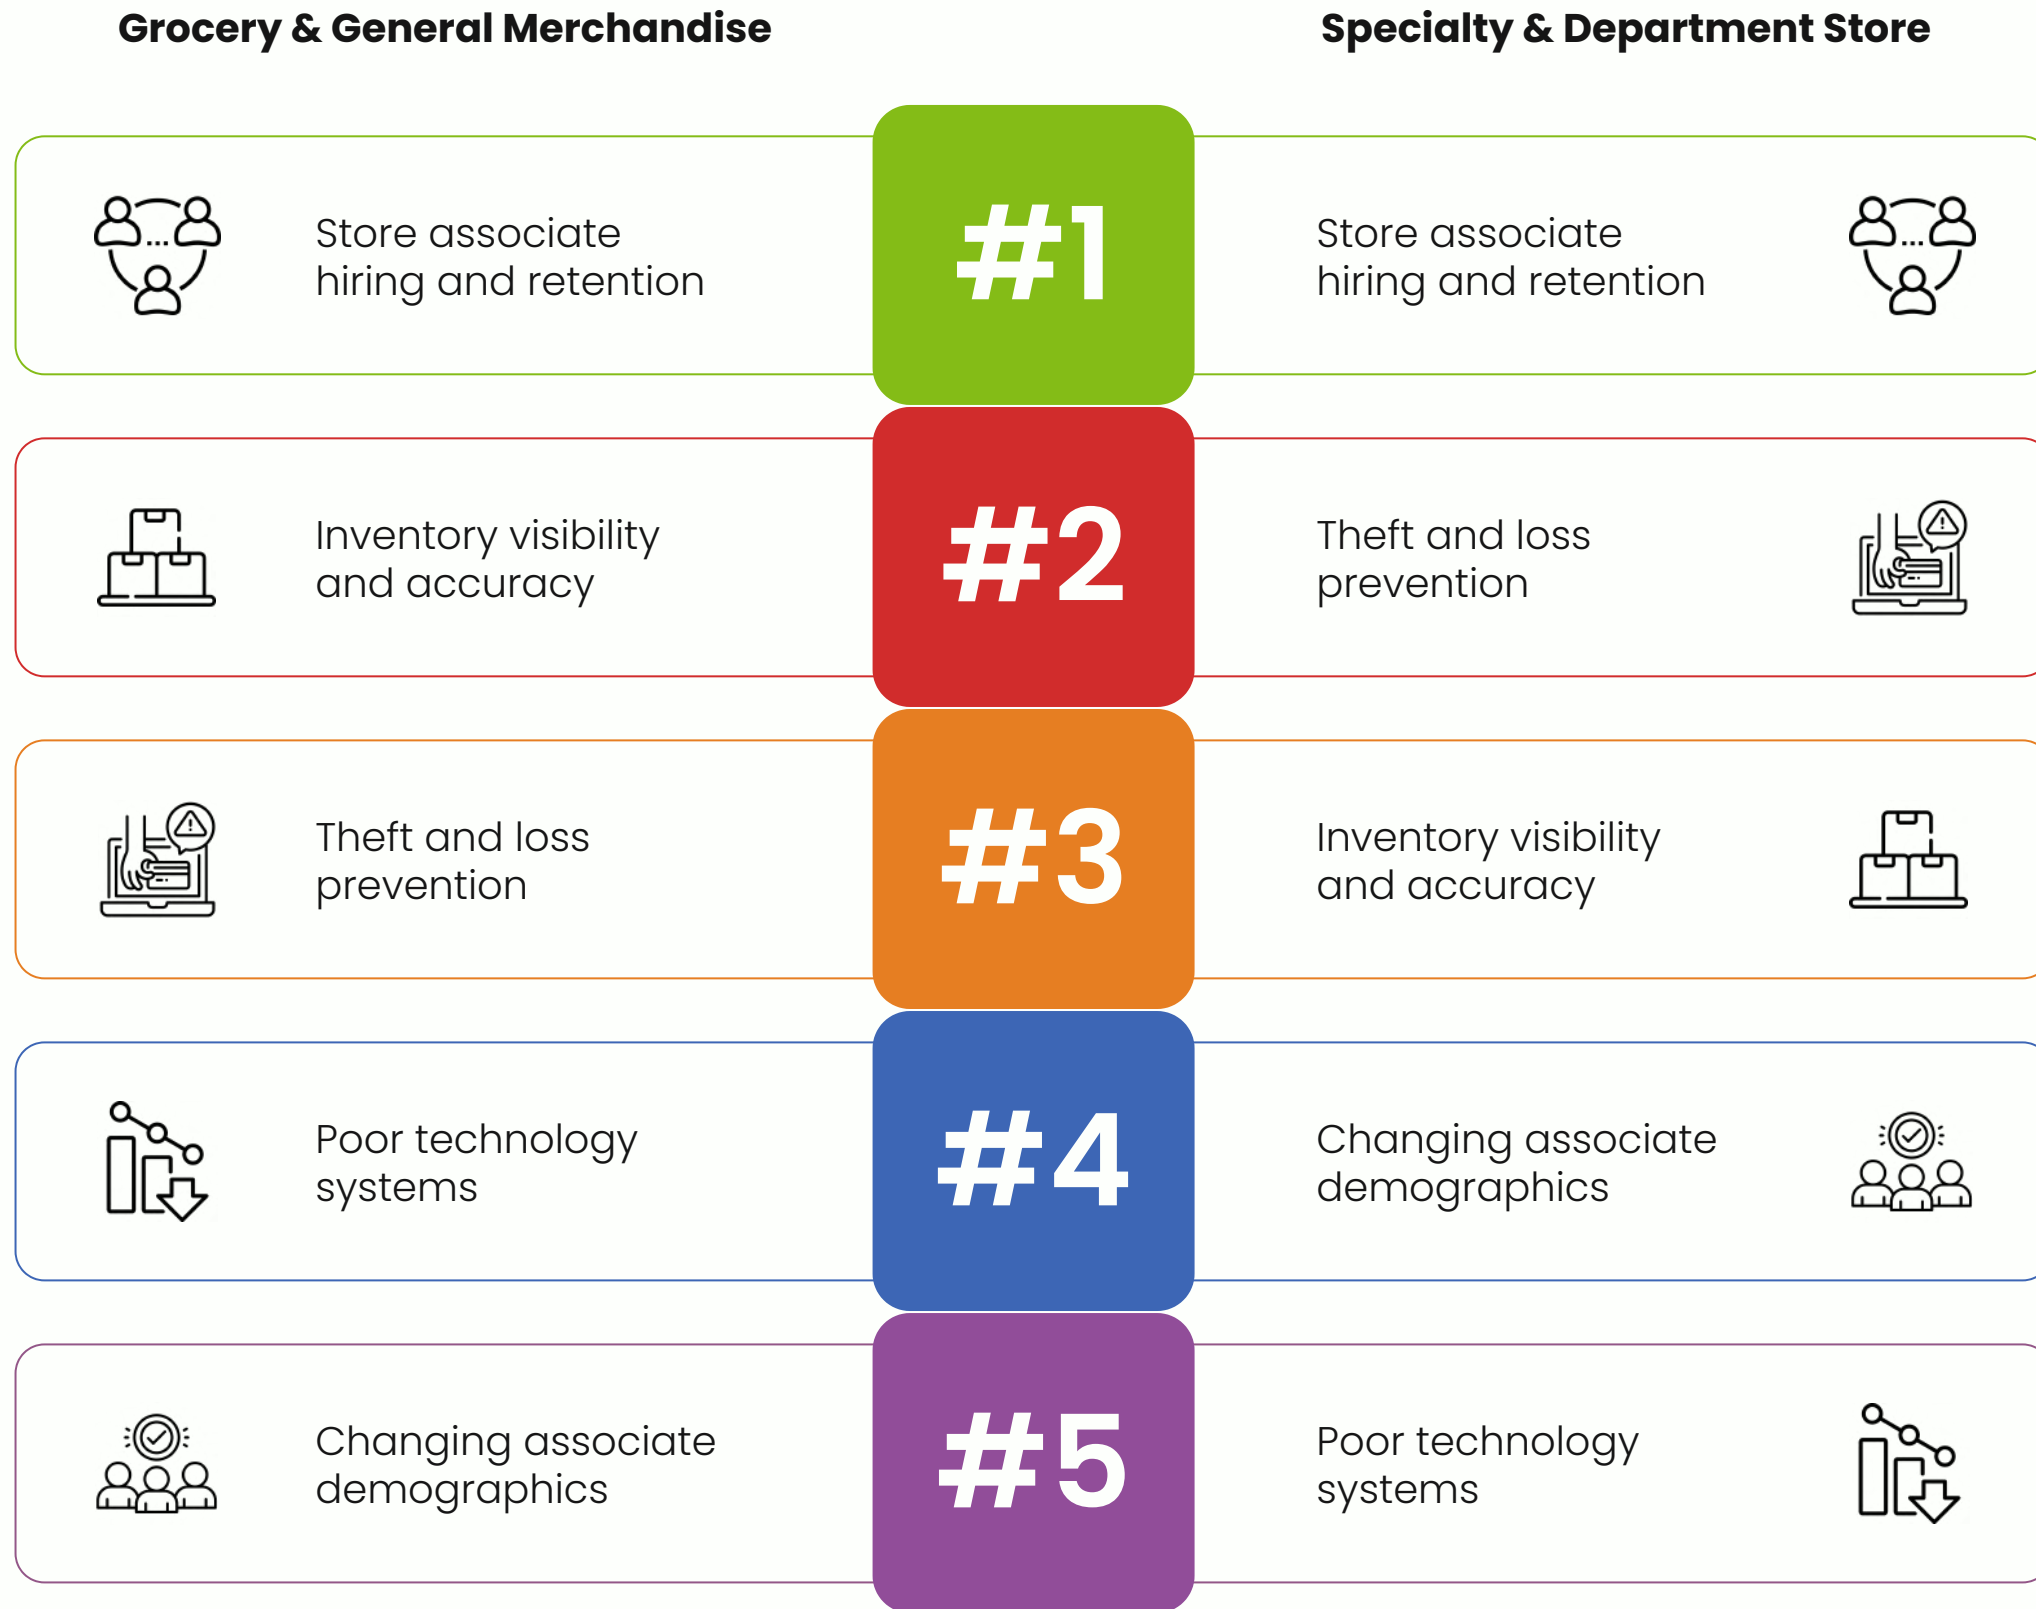 Grocery & General Merchandise
Specialty & Department Store
Store associate
hiring and retention
#1
Store associate
hiring and retention
Inventory visibility
and accuracy
#2
Theft and loss
prevention
Theft and loss
prevention
#3
Inventory visibility
and accuracy
Poor technology
systems
#4
Changing associate
demographics
Changing associate
demographics
#5
Poor technology
systems